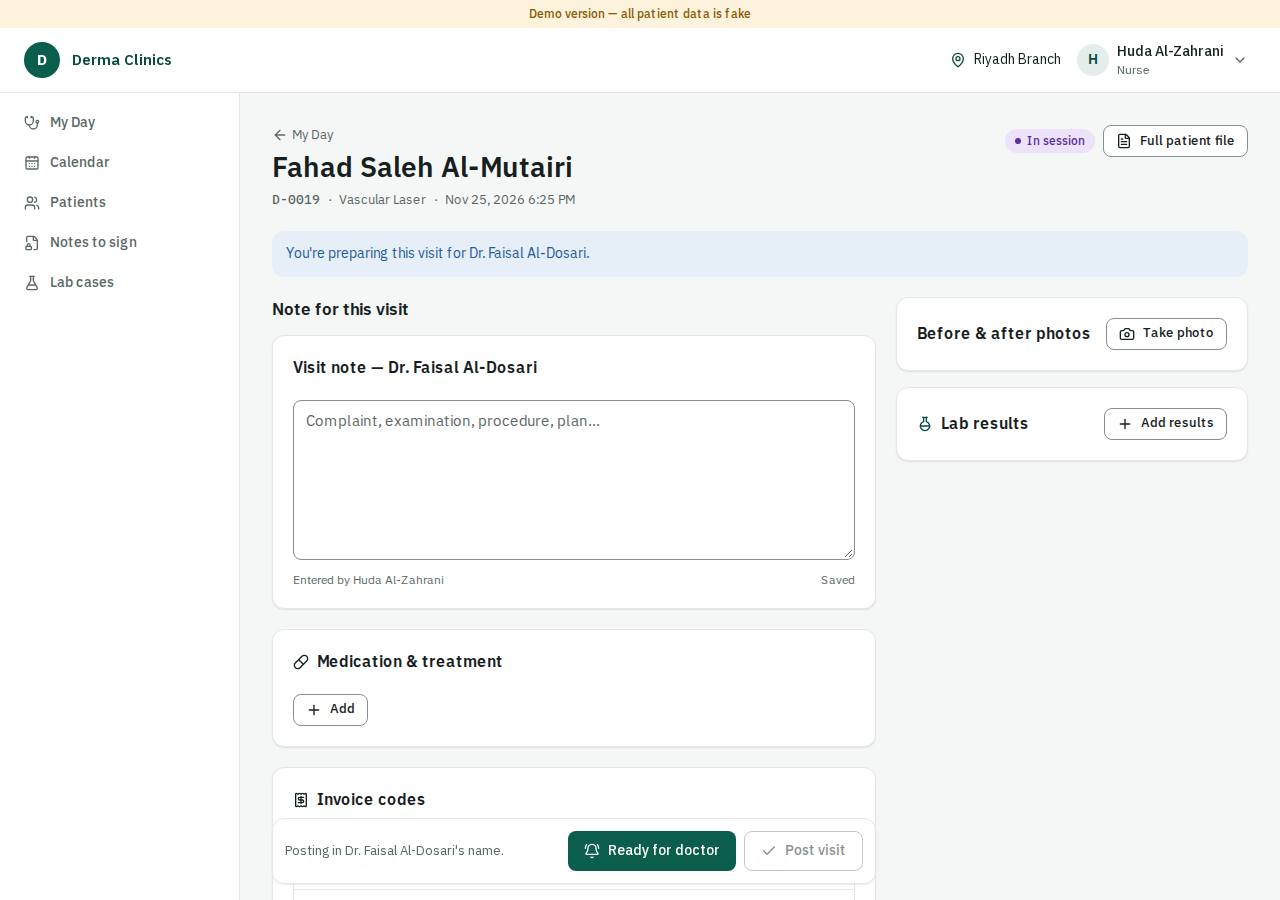 Demo version — all patient data is fake
D
Derma Clinics
Riyadh Branch
H
Huda Al-Zahrani
Nurse
My Day
Calendar
Patients
Notes to sign
Lab cases
My Day
Fahad Saleh Al-Mutairi
D-0019 · Vascular Laser · Nov 25, 2026 6:25 PM
In session
Full patient file
You're preparing this visit for Dr. Faisal Al-Dosari.
Note for this visit
Visit note — Dr. Faisal Al-Dosari
Complaint, examination, procedure, plan...
Entered by Huda Al-Zahrani
Saved
Medication & treatment
Add
Invoice codes
Posting in Dr. Faisal Al-Dosari's name.
Ready for doctor
Post visit
Before & after photos
Take photo
Lab results
Add results